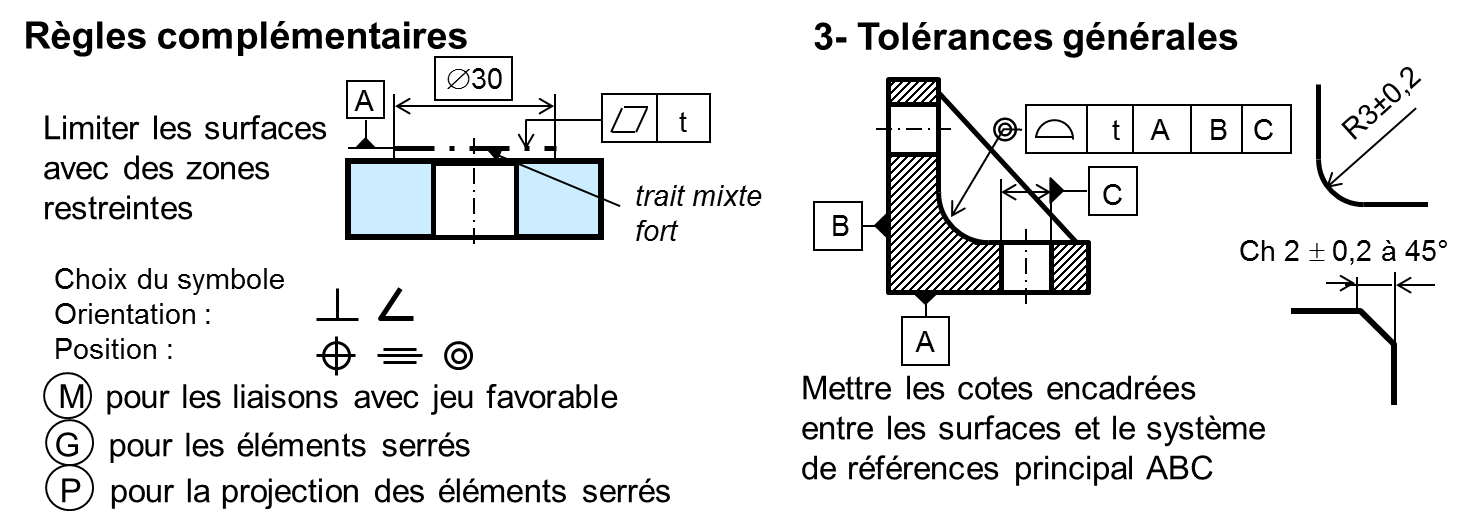 Règles complémentaires
∅30
A
t
Limiter les surfaces
avec des zones
restreintes
trait mixte
fort
Choix du symbole
Orientation :
Position :
M pour les liaisons avec jeu favorable
G pour les éléments serrés
P pour la projection des éléments serrés
3- Tolérances générales
t A B C
R3±0,2
C
B
A
Ch 2 ± 0,2 à 45°
Mettre les cotes encadrées
entre les surfaces et le système
de références principal ABC